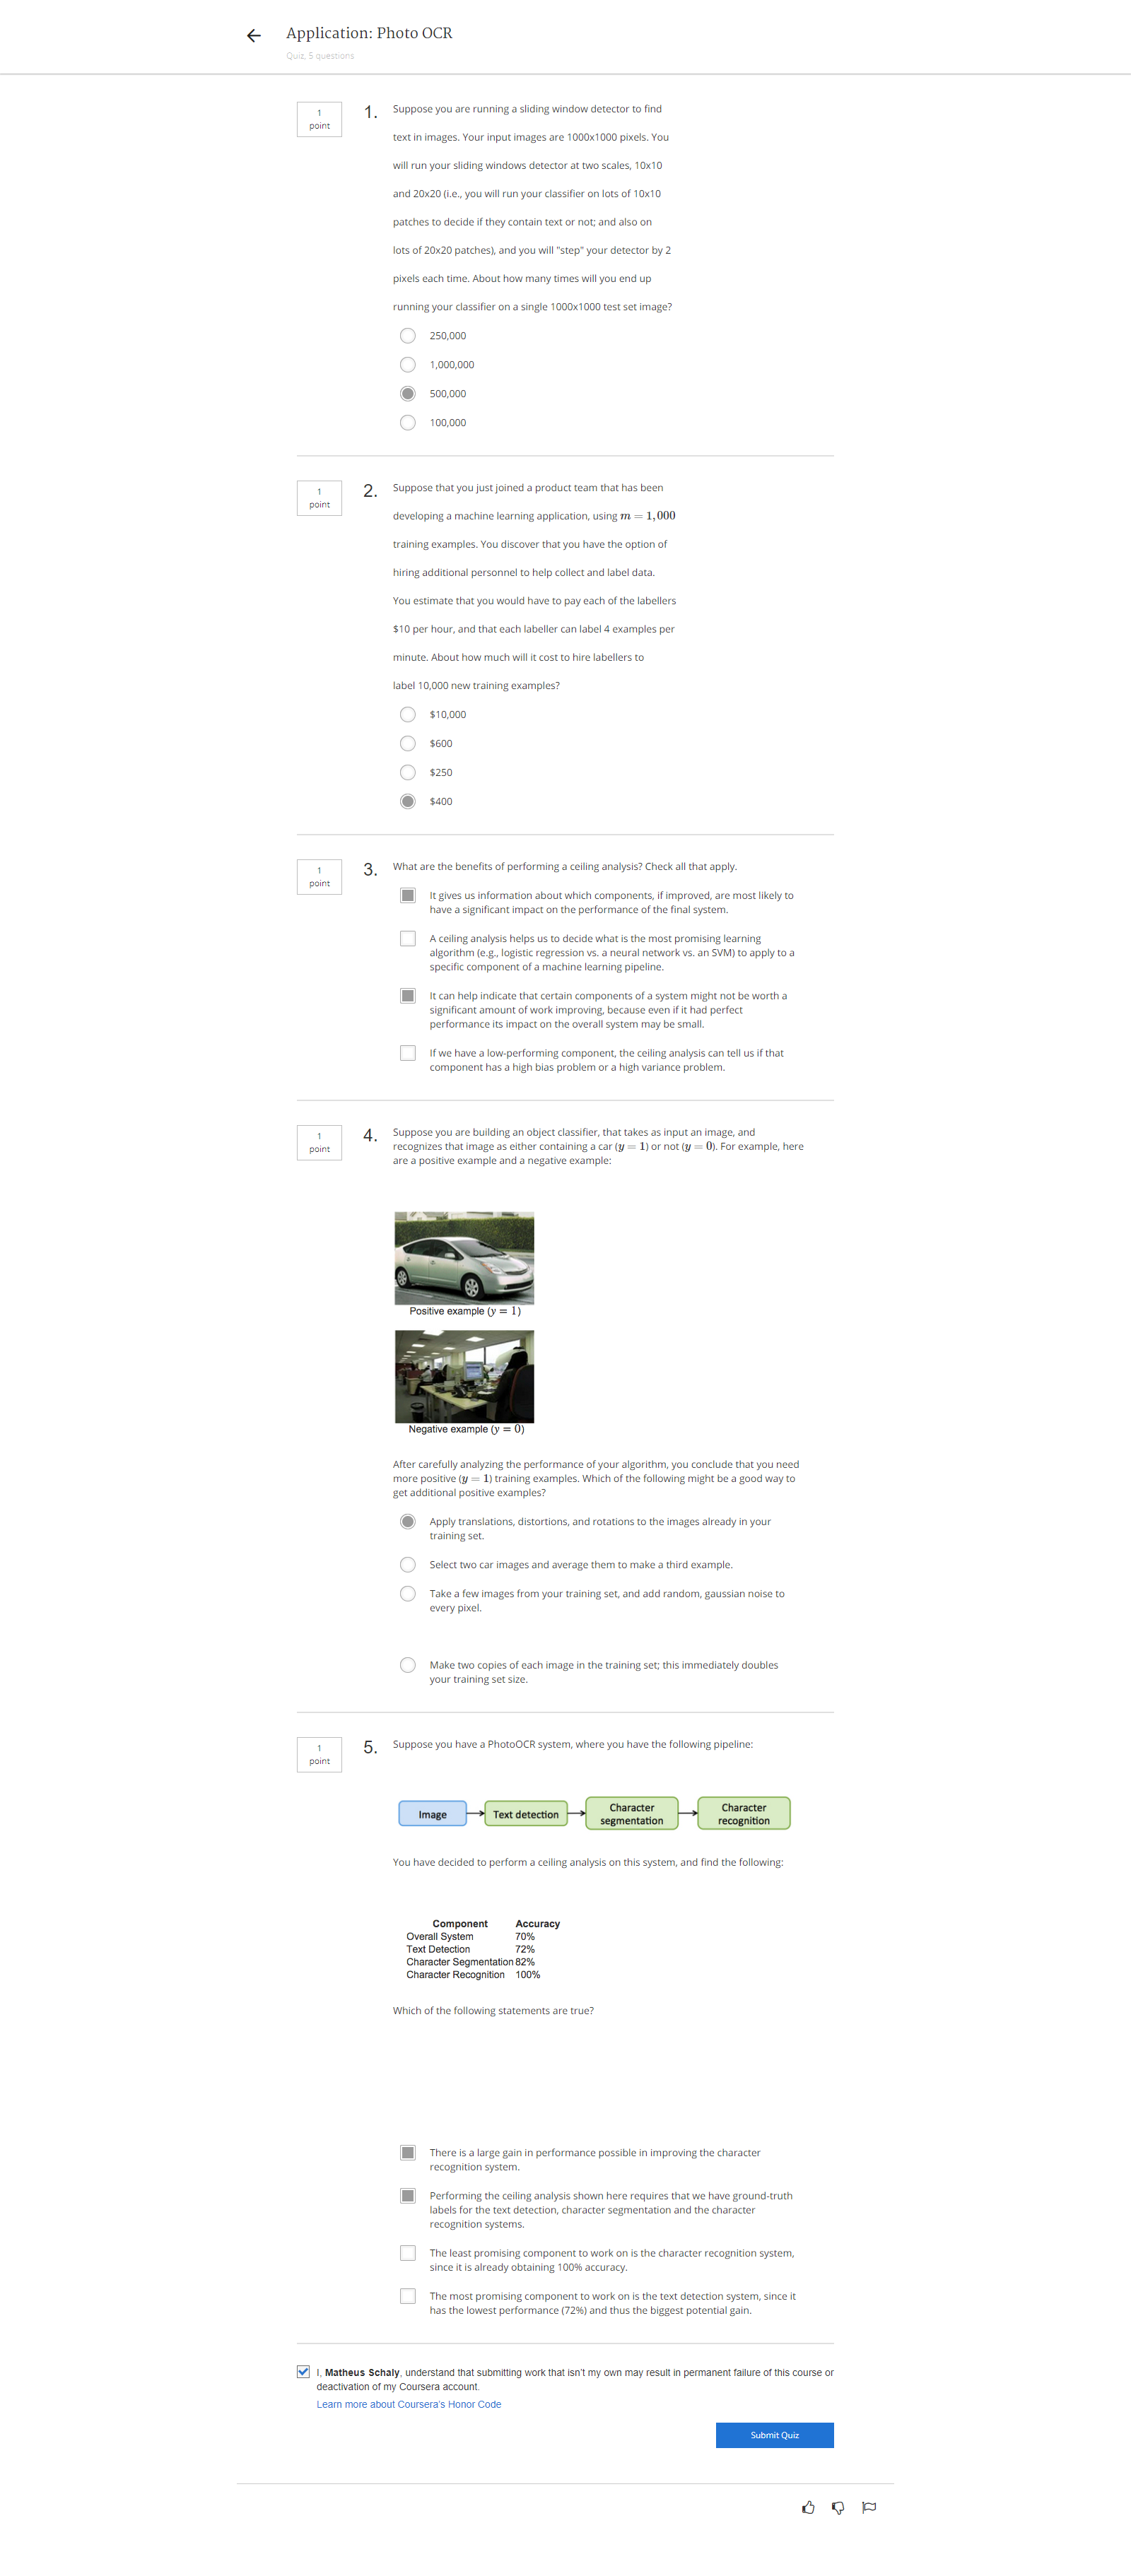 Application: Photo OCR
Quiz, 5 questions
1
point
1.
Suppose you are running a sliding window detector to find
text in images. Your input images are 1000x1000 pixels. You
will run your sliding windows detector at two scales, 10x10
and 20x20 (i.e., you will run your classifier on lots of 10x10
patches to decide if they contain text or not; and also on
lots of 20x20 patches), and you will "step" your detector by 2
pixels each time. About how many times will you end up
running your classifier on a single 1000x1000 test set image?
250,000
1,000,000
500,000
100,000
1
point
2.
Suppose that you just joined a product team that has been
developing a machine learning application, using m = 1,000
training examples. You discover that you have the option of
hiring additional personnel to help collect and label data.
You estimate that you would have to pay each of the labellers
$10 per hour, and that each labeller can label 4 examples per
minute. About how much will it cost to hire labellers to
label 10,000 new training examples?
$10,000
$600
$250
$400
1
point
3.
What are the benefits of performing a ceiling analysis? Check all that apply.
It gives us information about which components, if improved, are most likely to
have a significant impact on the performance of the final system.
A ceiling analysis helps us to decide what is the most promising learning
algorithm (e.g., logistic regression vs. a neural network vs. an SVM) to apply to a
specific component of a machine learning pipeline.
It can help indicate that certain components of a system might not be worth a
significant amount of work improving, because even if it had perfect
performance its impact on the overall system may be small.
If we have a low-performing component, the ceiling analysis can tell us if that
component has a high bias problem or a high variance problem.
1
point
4.
Suppose you are building an object classifier, that takes as input an image, and
recognizes that image as either containing a car (y = 1) or not (y = 0). For example, here
are a positive example and a negative example:
Positive example (y = 1)
Negative example (y = 0)
After carefully analyzing the performance of your algorithm, you conclude that you need
more positive (y = 1) training examples. Which of the following might be a good way to
get additional positive examples?
Apply translations, distortions, and rotations to the images already in your
training set.
Select two car images and average them to make a third example.
Take a few images from your training set, and add random, gaussian noise to
every pixel.
Make two copies of each image in the training set; this immediately doubles
your training set size.
1
point
5.
Suppose you have a PhotoOCR system, where you have the following pipeline:
Image
Text detection
Character
segmentation
Character
recognition
You have decided to perform a ceiling analysis on this system, and find the following:
Component Accuracy
Overall System 70%
Text Detection 72%
Character Segmentation 82%
Character Recognition 100%
Which of the following statements are true?
There is a large gain in performance possible in improving the character
recognition system.
Performing the ceiling analysis shown here requires that we have ground-truth
labels for the text detection, character segmentation and the character
recognition systems.
The least promising component to work on is the character recognition system,
since it is already obtaining 100% accuracy.
The most promising component to work on is the text detection system, since it
has the lowest performance (72%) and thus the biggest potential gain.
I, Matheus Schaly, understand that submitting work that isn't my own may result in permanent failure of this course or
deactivation of my Coursera account.
Learn more about Coursera's Honor Code
Submit Quiz